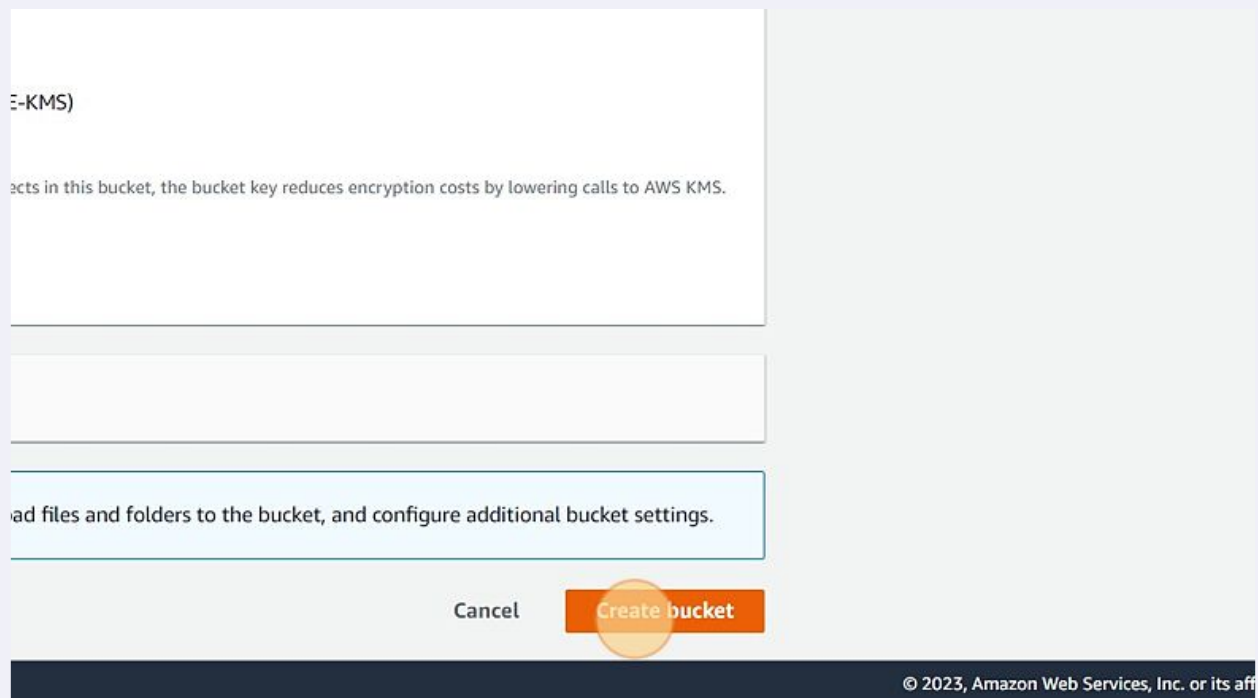 E-KMS)
ects in this bucket, the bucket key reduces encryption costs by lowering calls to AWS KMS.
ad files and folders to the bucket, and configure additional bucket settings.
Cancel
Create bucket
© 2023, Amazon Web Services, Inc. or its aff